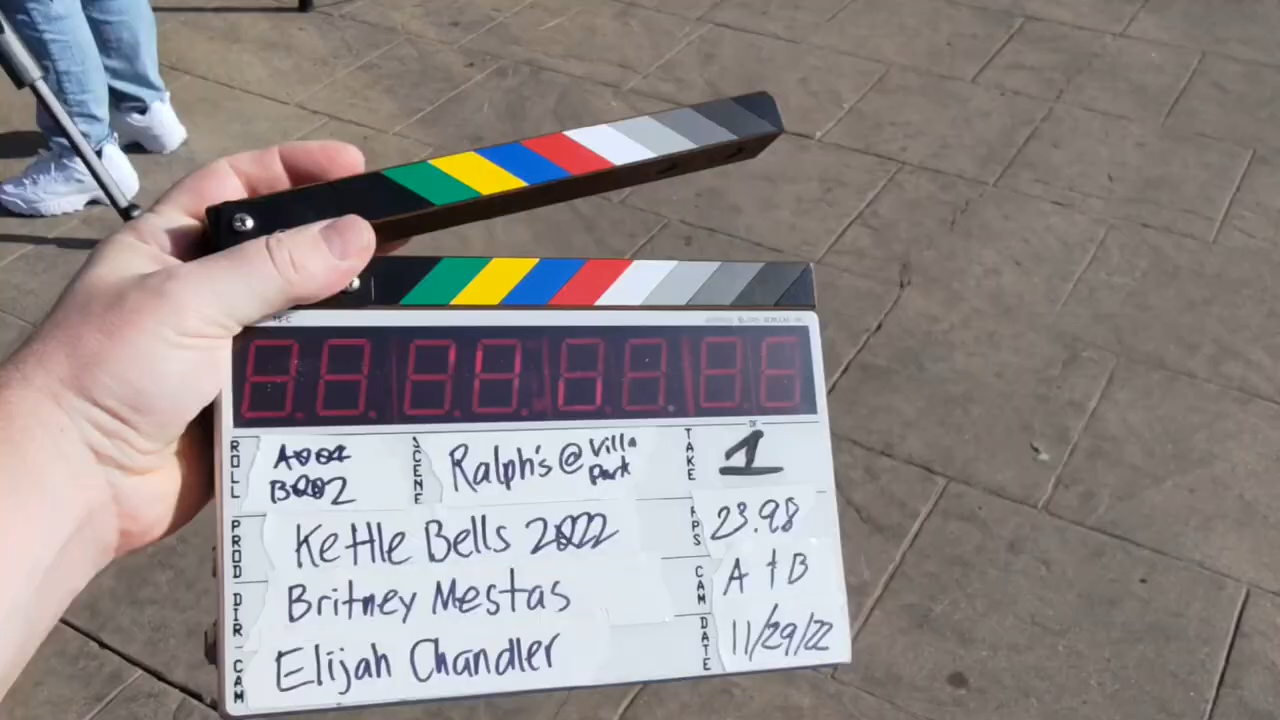 ROLL
A004
B002
SCENE
Ralph's @ Villa Park
TAKE
1
PROD
Kettle Bells 2022
FPS
23.98
DIR
Britney Mestas
CAM
A + B
CAM
Elijah Chandler
DATE
11/29/22